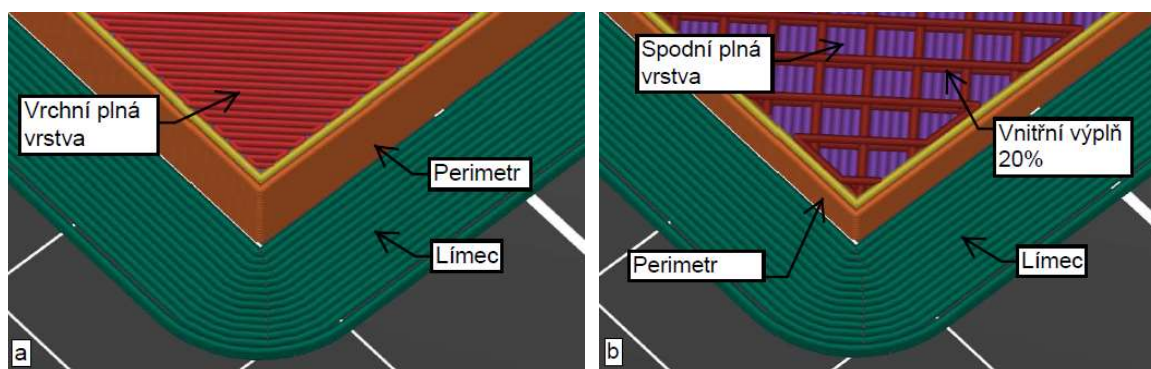 Vrchní plná
vrstva
Perimetr
Límec
a
Spodní plná
vrstva
Vnitřní výplň
20%
Perimetr
Límec
b